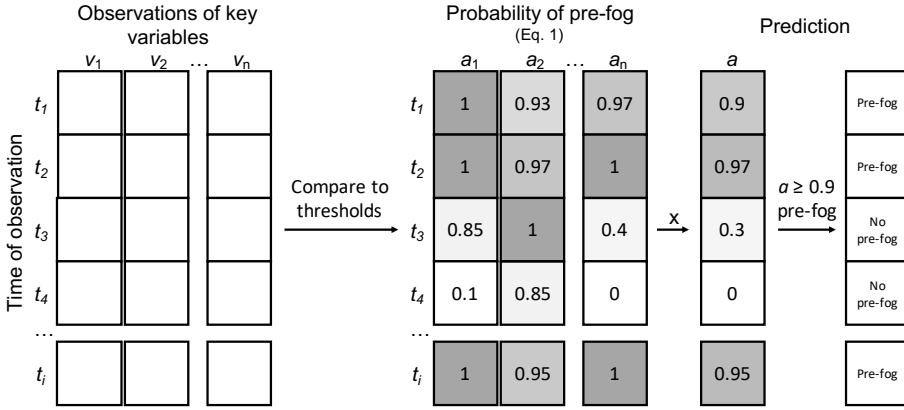 Observations of key
variables
Probability of pre-fog
(Eq. 1)
Prediction
v1 v2 ... vn
a1 a2 ... an
a
Time of observation
t1
1 0.93 0.97 0.9 Pre-fog
t2
1 0.97 1 0.97 Pre-fog
Compare to
thresholds
x
a ≥ 0.9
pre-fog
t3
0.85 1 0.4 0.3 No
pre-fog
t4
0.1 0.85 0 0 No
pre-fog
...
ti
1 0.95 1 0.95 Pre-fog
t1
t2
t3
t4
...
ti